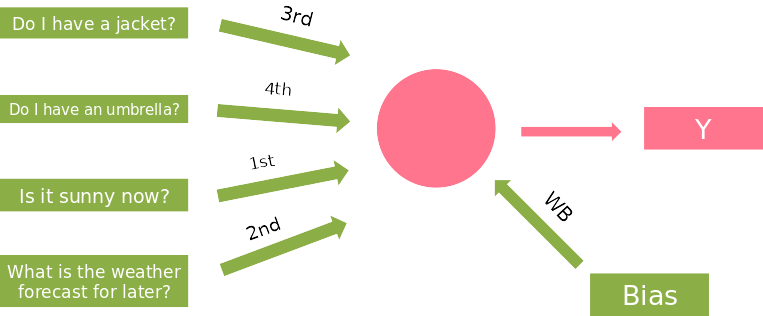 Do I have a jacket?
3rd
Do I have an umbrella?
4th
Is it sunny now?
1st
What is the weather
forecast for later?
2nd
Y
WB
Bias